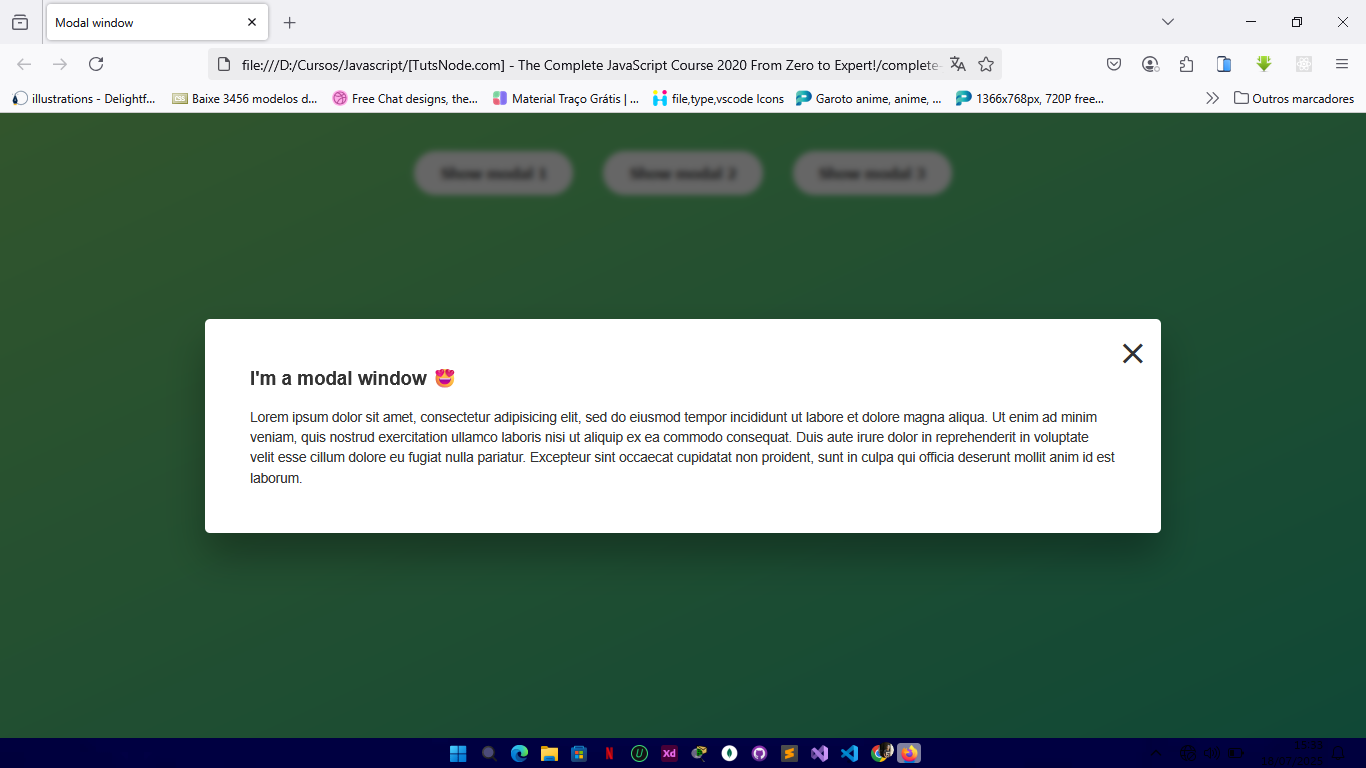 Modal window
file:///D:/Cursos/Javascript/[TutsNode.com] - The Complete JavaScript Course 2020 From Zero to Expert!/complete-
illustrations - Delightf...
Baixe 3456 modelos d...
Free Chat designs, the...
Material Traço Grátis | ...
file,type,vscode Icons
Garoto anime, anime, ...
1366x768px, 720P free...
Outros marcadores
Show modal 1
Show modal 2
Show modal 3
I'm a modal window 😍
Lorem ipsum dolor sit amet, consectetur adipisicing elit, sed do eiusmod tempor incididunt ut labore et dolore magna aliqua. Ut enim ad minim
veniam, quis nostrud exercitation ullamco laboris nisi ut aliquip ex ea commodo consequat. Duis aute irure dolor in reprehenderit in voluptate
velit esse cillum dolore eu fugiat nulla pariatur. Excepteur sint occaecat cupidatat non proident, sunt in culpa qui officia deserunt mollit anim id est
laborum.
Xd